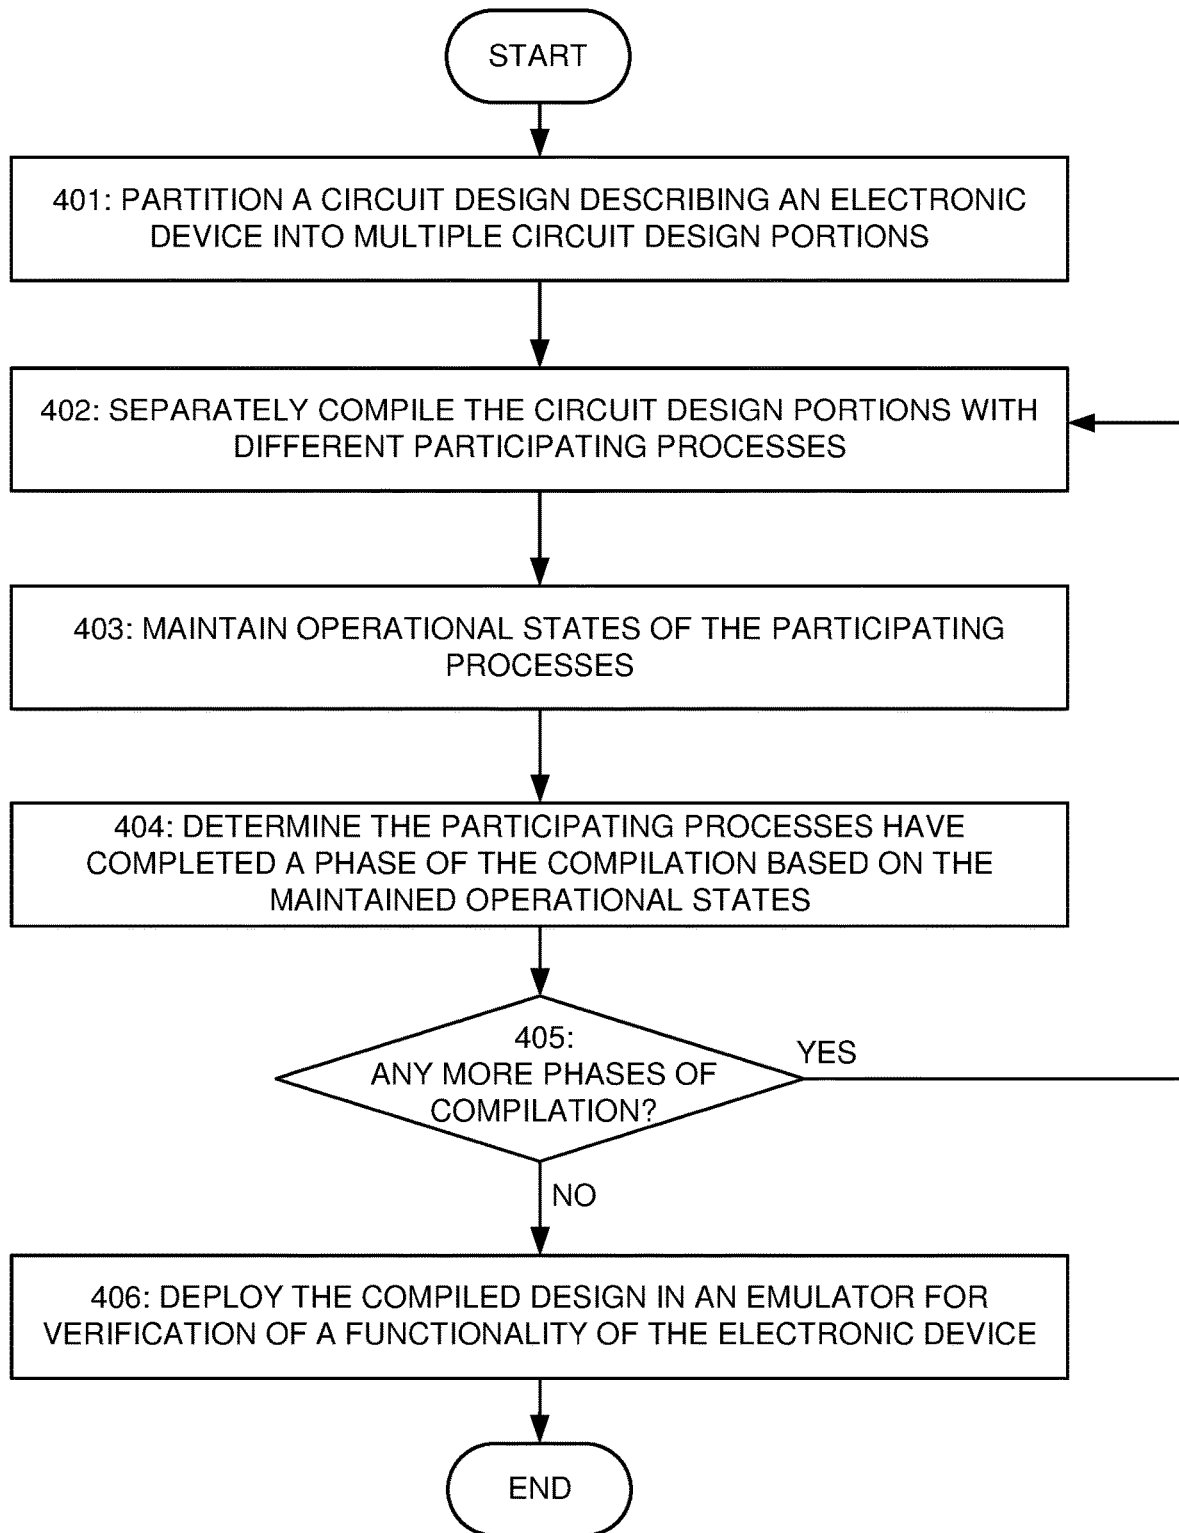 START
401: PARTITION A CIRCUIT DESIGN DESCRIBING AN ELECTRONIC
DEVICE INTO MULTIPLE CIRCUIT DESIGN PORTIONS
402: SEPARATELY COMPILE THE CIRCUIT DESIGN PORTIONS WITH
DIFFERENT PARTICIPATING PROCESSES
403: MAINTAIN OPERATIONAL STATES OF THE PARTICIPATING
PROCESSES
404: DETERMINE THE PARTICIPATING PROCESSES HAVE
COMPLETED A PHASE OF THE COMPILATION BASED ON THE
MAINTAINED OPERATIONAL STATES
405:
ANY MORE PHASES OF
COMPILATION?
YES
NO
406: DEPLOY THE COMPILED DESIGN IN AN EMULATOR FOR
VERIFICATION OF A FUNCTIONALITY OF THE ELECTRONIC DEVICE
END